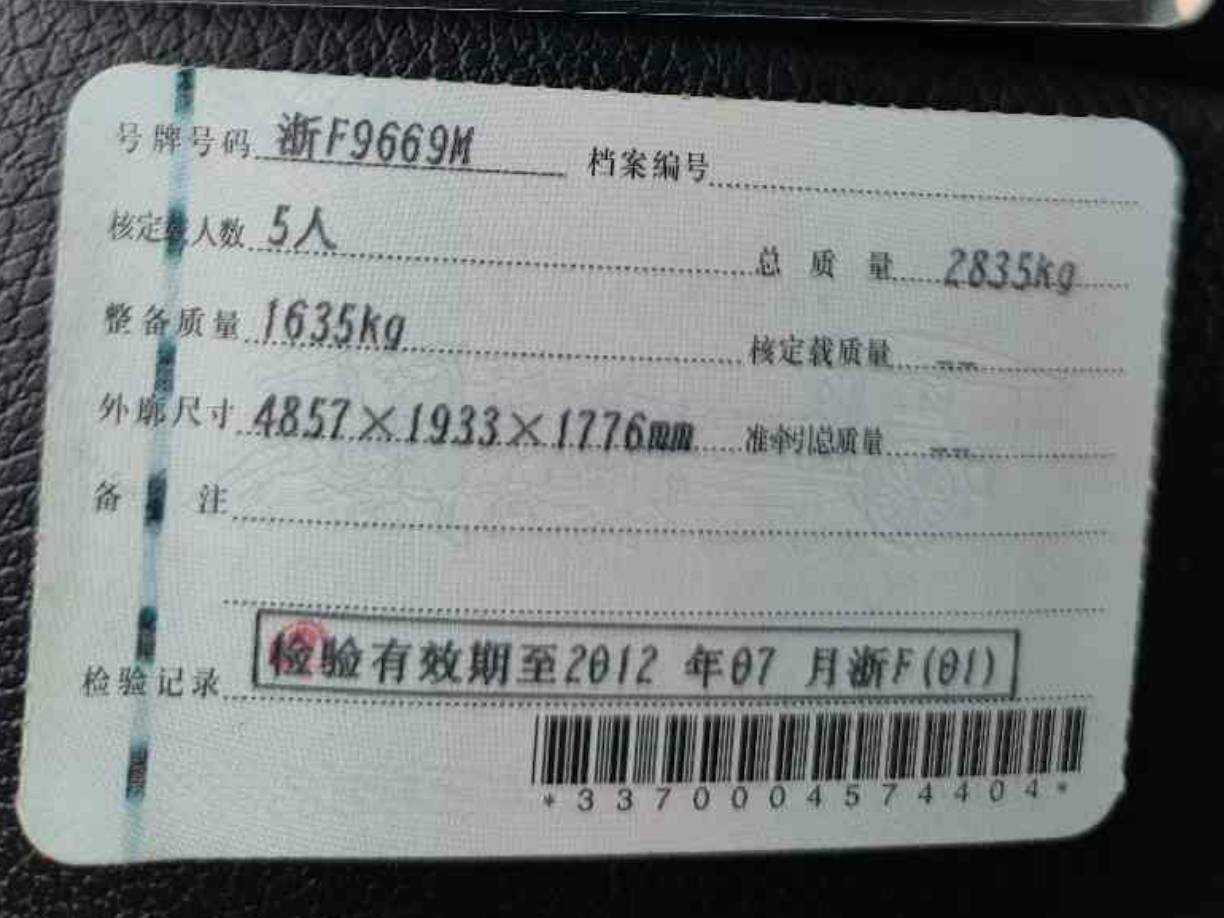 号牌号码 浙F9669M 档案编号
核定载人数 5人 总质量 2835kg
整备质量 1635kg 核定载质量 --
外廓尺寸 4857×1933×1776mm 准牵引总质量 --
备注
检验记录 检验有效期至2012 年07 月浙F(01)
*3370004574404*